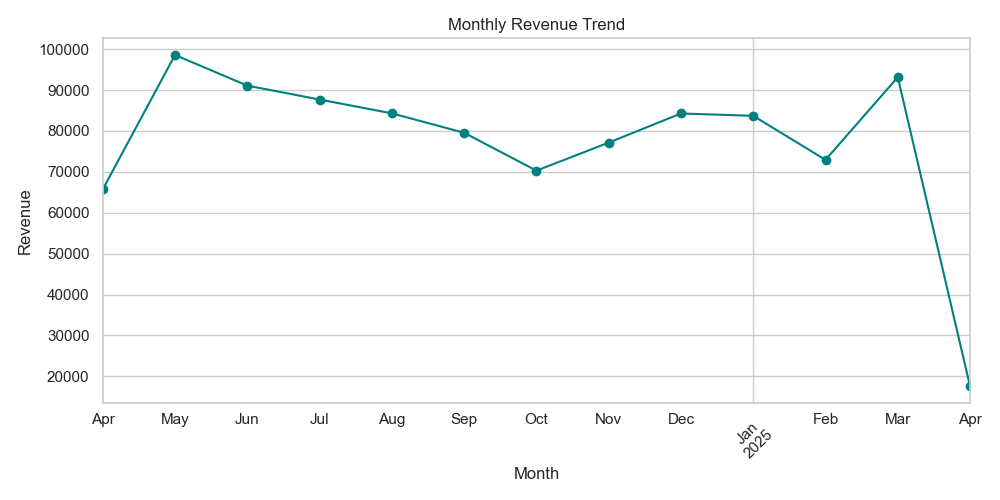 Monthly Revenue Trend
100000
90000
80000
70000
60000
50000
40000
30000
20000
Revenue
Apr May Jun Jul Aug Sep Oct Nov Dec Jan Feb Mar Apr
2025
Month